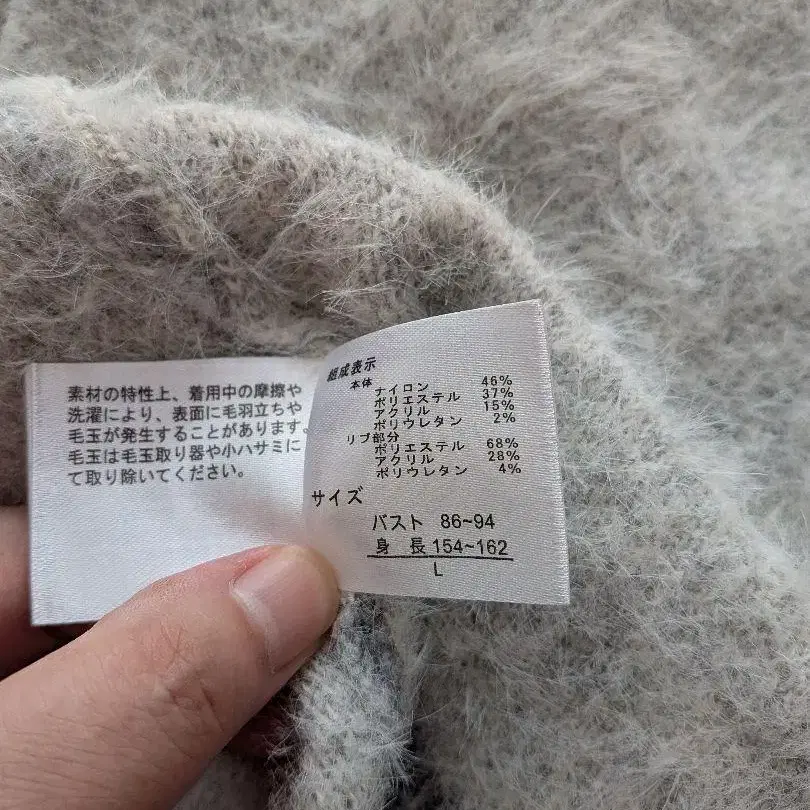 素材の特性上、着用中の摩擦や
洗濯により、表面に毛羽立ちや
毛玉が発生することがあります。
毛玉は毛玉取り器や小ハサミに
て取り除いてください。
組成表示
本体
ナイロン 46%
ポリエステル 37%
アクリル 15%
ポリウレタン 2%
リブ部分
ポリエステル 68%
アクリル 28%
ポリウレタン 4%
サイズ
バスト 86~94
身 長 154~162
L